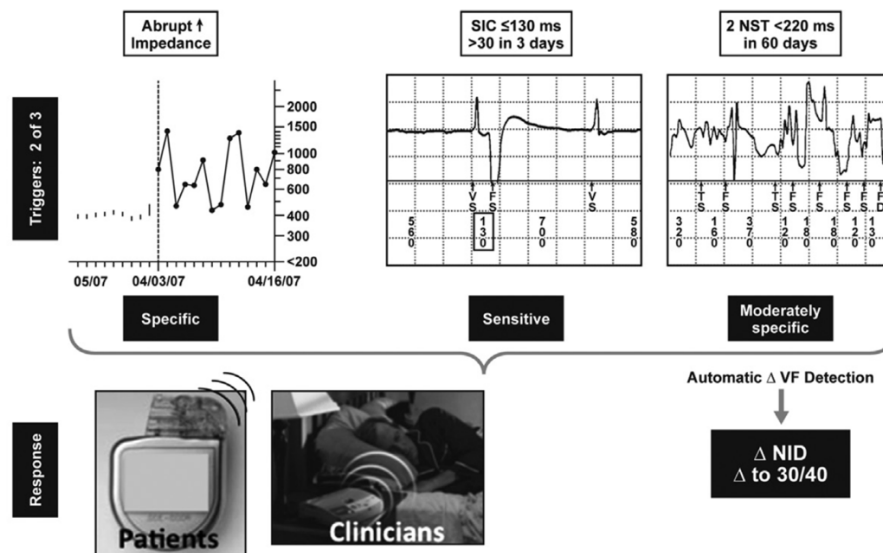 Abrupt ↑
Impedance
SIC ≤130 ms
>30 in 3 days
2 NST <220 ms
in 60 days
Triggers: 2 of 3
2000
1500
1000
800
600
400
300
<200
05/07
04/03/07
04/16/07
VS
FS
VS
560
130
700
580
TS
FS
TS
FS
FS
FS
FS
FD
320
160
370
120
180
180
120
130
Specific
Sensitive
Moderately
specific
Automatic Δ VF Detection
Response
Δ NID
Δ to 30/40
Patients
Clinicians